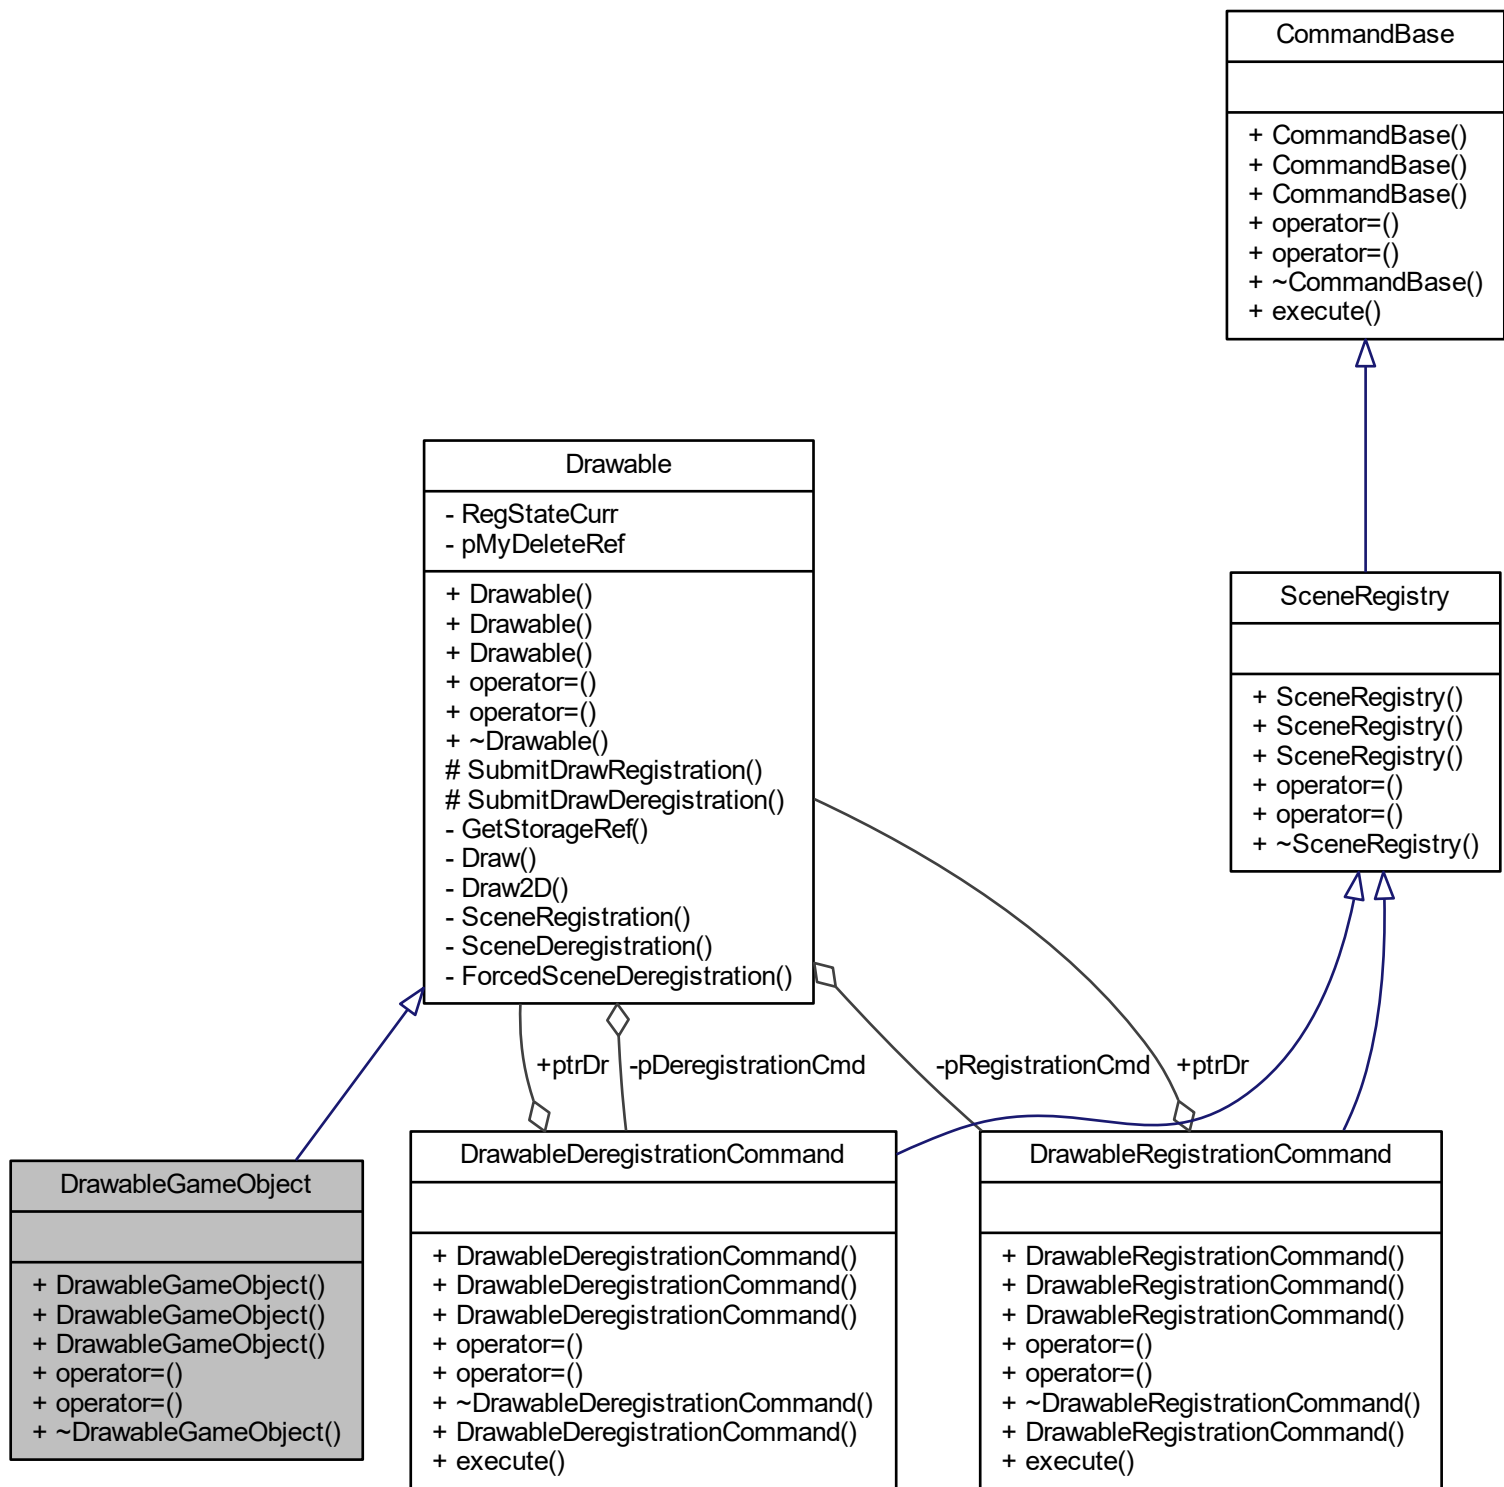 CommandBase
+ CommandBase()
+ CommandBase()
+ CommandBase()
+ operator=()
+ operator=()
+ ~CommandBase()
+ execute()
Drawable
- RegStateCurr
- pMyDeleteRef
+ Drawable()
+ Drawable()
+ Drawable()
+ operator=()
+ operator=()
+ ~Drawable()
# SubmitDrawRegistration()
# SubmitDrawDeregistration()
- GetStorageRef()
- Draw()
- Draw2D()
- SceneRegistration()
- SceneDeregistration()
- ForcedSceneDeregistration()
SceneRegistry
+ SceneRegistry()
+ SceneRegistry()
+ SceneRegistry()
+ operator=()
+ operator=()
+ ~SceneRegistry()
+ptrDr
-pDeregistrationCmd
-pRegistrationCmd
+ptrDr
DrawableGameObject
+ DrawableGameObject()
+ DrawableGameObject()
+ DrawableGameObject()
+ operator=()
+ operator=()
+ ~DrawableGameObject()
DrawableDeregistrationCommand
+ DrawableDeregistrationCommand()
+ DrawableDeregistrationCommand()
+ DrawableDeregistrationCommand()
+ operator=()
+ operator=()
+ ~DrawableDeregistrationCommand()
+ DrawableDeregistrationCommand()
+ execute()
DrawableRegistrationCommand
+ DrawableRegistrationCommand()
+ DrawableRegistrationCommand()
+ DrawableRegistrationCommand()
+ operator=()
+ operator=()
+ ~DrawableRegistrationCommand()
+ DrawableRegistrationCommand()
+ execute()